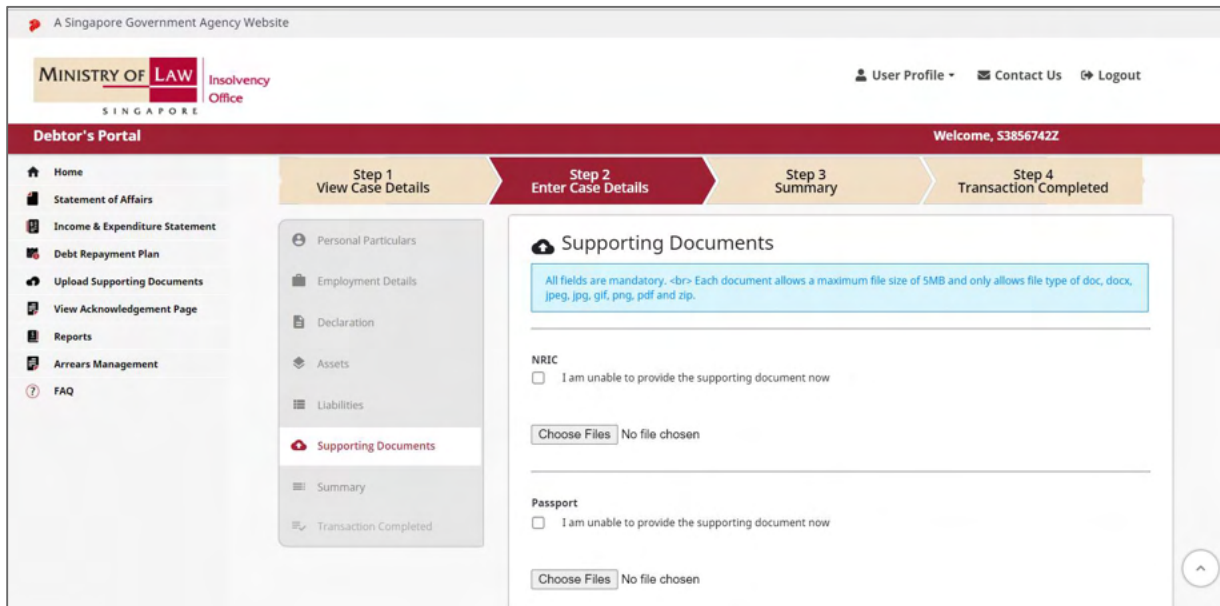 A Singapore Government Agency Website
MINISTRY OF LAW
SINGAPORE
Insolvency
Office
User Profile
Contact Us
Logout
Debtor's Portal
Welcome, S3856742Z
Home
Statement of Affairs
Income & Expenditure Statement
Debt Repayment Plan
Upload Supporting Documents
View Acknowledgement Page
Reports
Arrears Management
? FAQ
Step 1
View Case Details
Step 2
Enter Case Details
Step 3
Summary
Step 4
Transaction Completed
Personal Particulars
Employment Details
Declaration
Assets
Liabilities
Supporting Documents
Summary
Transaction Completed
Supporting Documents
All fields are mandatory. <br> Each document allows a maximum file size of 5MB and only allows file type of doc, docx,
jpeg, jpg, gif, png, pdf and zip.
NRIC
I am unable to provide the supporting document now
Choose Files No file chosen
Passport
I am unable to provide the supporting document now
Choose Files No file chosen